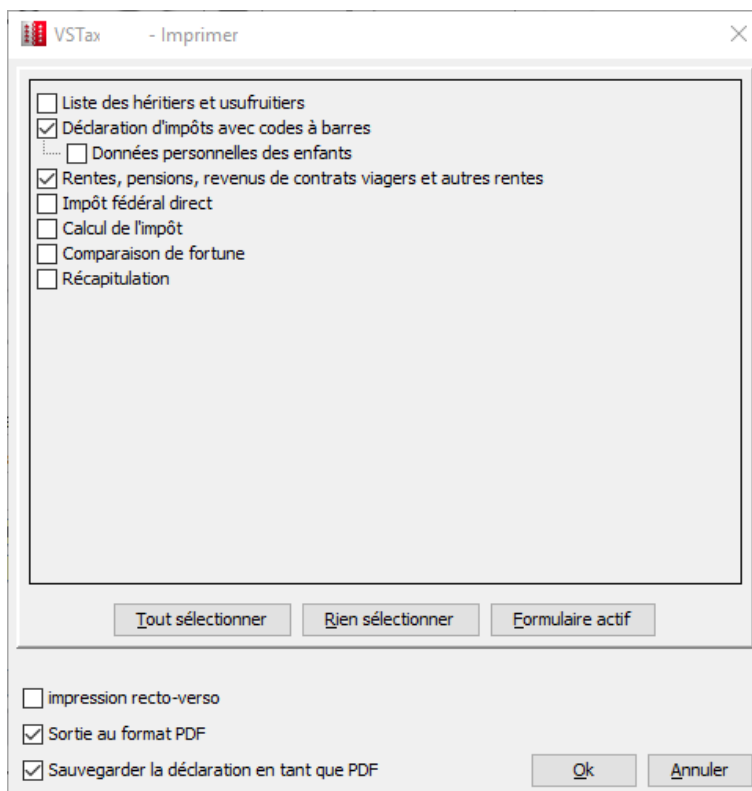 VSTax - Imprimer
Liste des héritiers et usufruitiers
Déclaration d'impôts avec codes à barres
Données personnelles des enfants
Rentes, pensions, revenus de contrats viagers et autres rentes
Impôt fédéral direct
Calcul de l'impôt
Comparaison de fortune
Récapitulation
Tout sélectionner Rien sélectionner Formulaire actif
impression recto-verso
Sortie au format PDF
Sauvegarder la déclaration en tant que PDF Ok Annuler